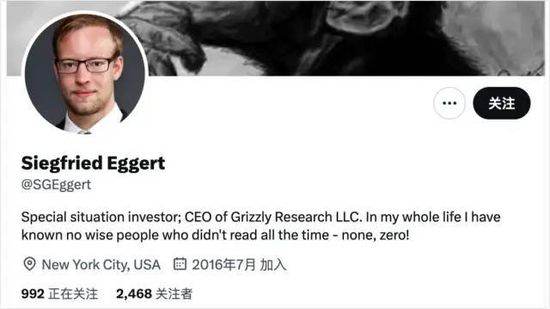 关注
Siegfried Eggert
@SGEggert
Special situation investor; CEO of Grizzly Research LLC. In my whole life I have
known no wise people who didn't read all the time - none, zero!
New York City, USA 2016年7月 加入
992 正在关注 2,468 关注者